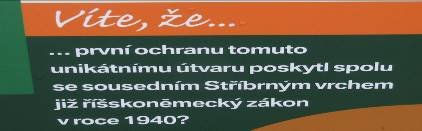 Víte, že...
... první ochranu tomuto
unikátnímu útvaru poskytl spolu
se sousedním Stříbrným vrchem
již říšskoněmecký zákon
v roce 1940?